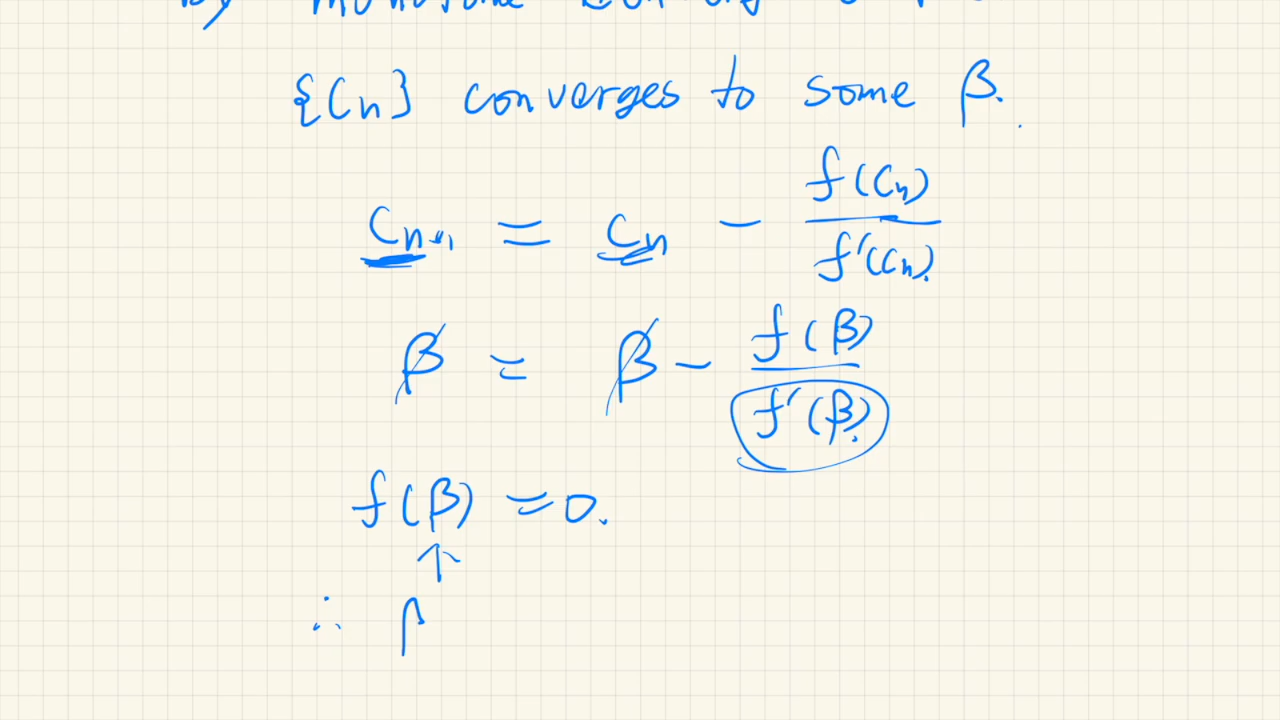 {Cn} converges to some β.
Cn+1 = Cn - f(Cn) / f'(Cn).
β = β - f(β) / f'(β).
f(β) = 0.
↑
∴ β